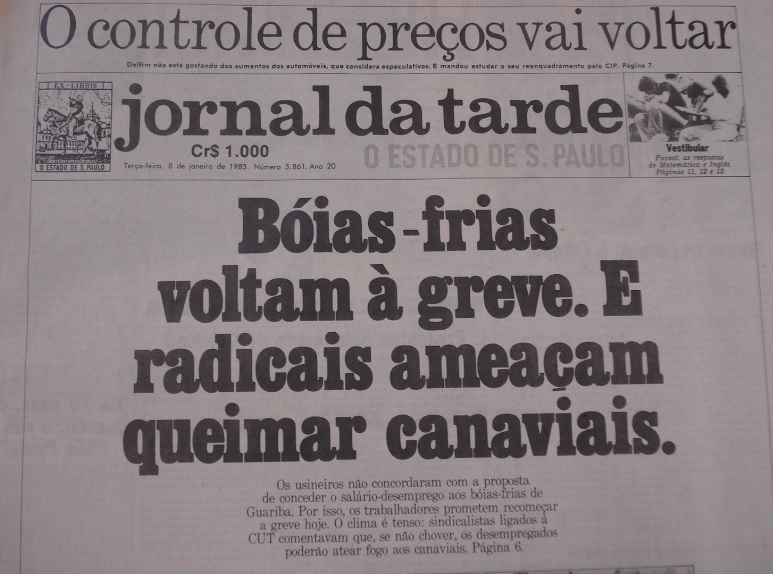 O controle de preços vai voltar
Delfim não está gostando dos aumentos dos automóveis, que considera especulativos. E mandou estudar o seu reenquadramento pelo CIP. Página 7.
EX-LIBRIS
O ESTADO DE S. PAULO
jornal da tarde
Cr$ 1.000
O ESTADO DE S. PAULO
Terça-feira, 8 de janeiro de 1985. Número 5.861. Ano 20
Vestibular
Fuvest: as respostas
de Matemática e Inglês.
Páginas 11, 12 e 13.
Bóias-frias
voltam à greve. E
radicais ameaçam
queimar canaviais.
Os usineiros não concordaram com a proposta
de conceder o salário-desemprego aos bóias-frias de
Guariba. Por isso, os trabalhadores prometem recomeçar
a greve hoje. O clima é tenso: sindicalistas ligados à
CUT comentavam que, se não chover, os desempregados
poderão atear fogo aos canaviais. Página 6.